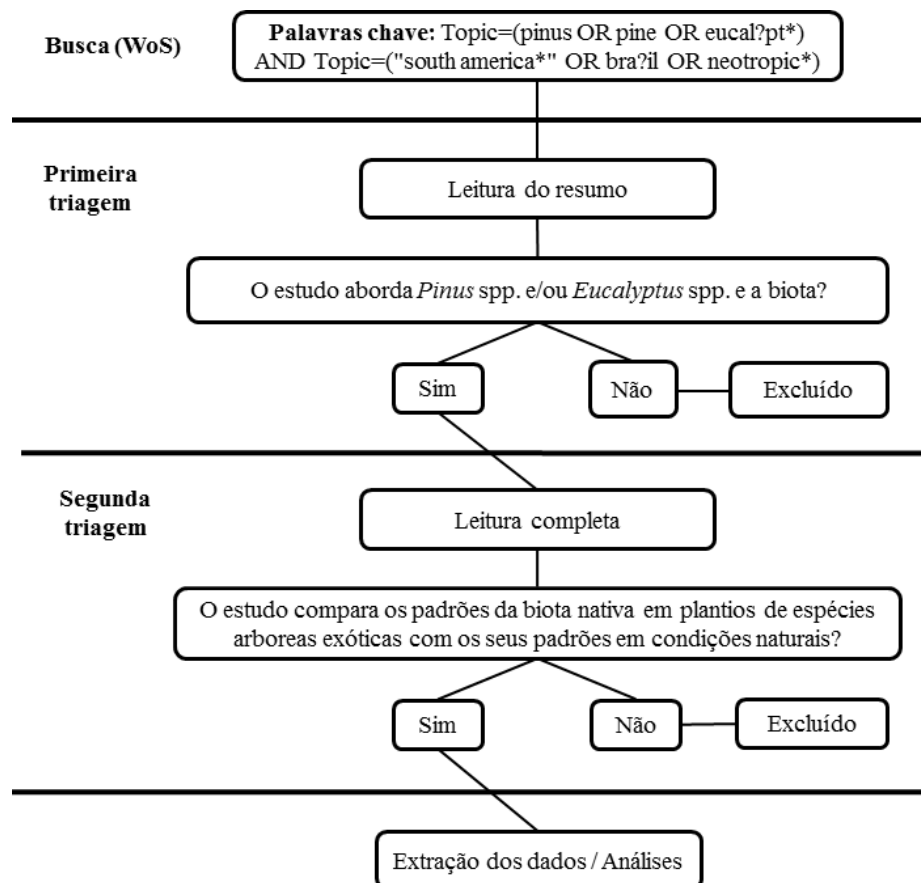 Busca (WoS)
Palavras chave: Topic=(pinus OR pine OR eucal?pt*)
AND Topic=("south america*" OR bra?il OR neotropic*)
Primeira
triagem
Leitura do resumo
O estudo aborda Pinus spp. e/ou Eucalyptus spp. e a biota?
Sim
Não
Excluído
Segunda
triagem
Leitura completa
O estudo compara os padrões da biota nativa em plantios de espécies
arboreas exóticas com os seus padrões em condições naturais?
Sim
Não
Excluído
Extração dos dados / Análises